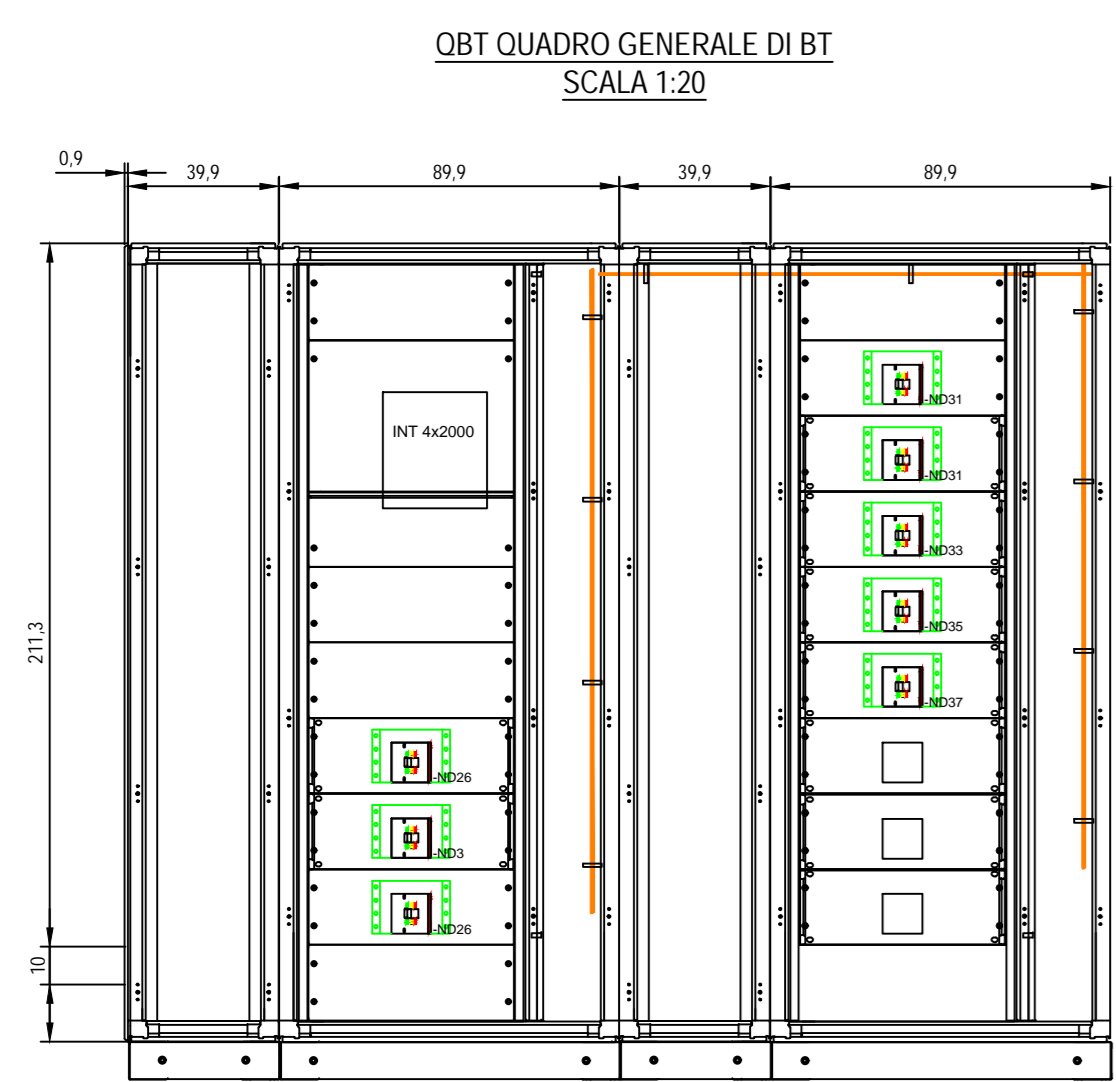 QBT QUADRO GENERALE DI BT
SCALA 1:20
0,9
39,9
89,9
39,9
89,9
INT 4x2000
-ND31
-ND31
-ND33
-ND35
-ND37
211,3
-ND26
-ND3
-ND26
10